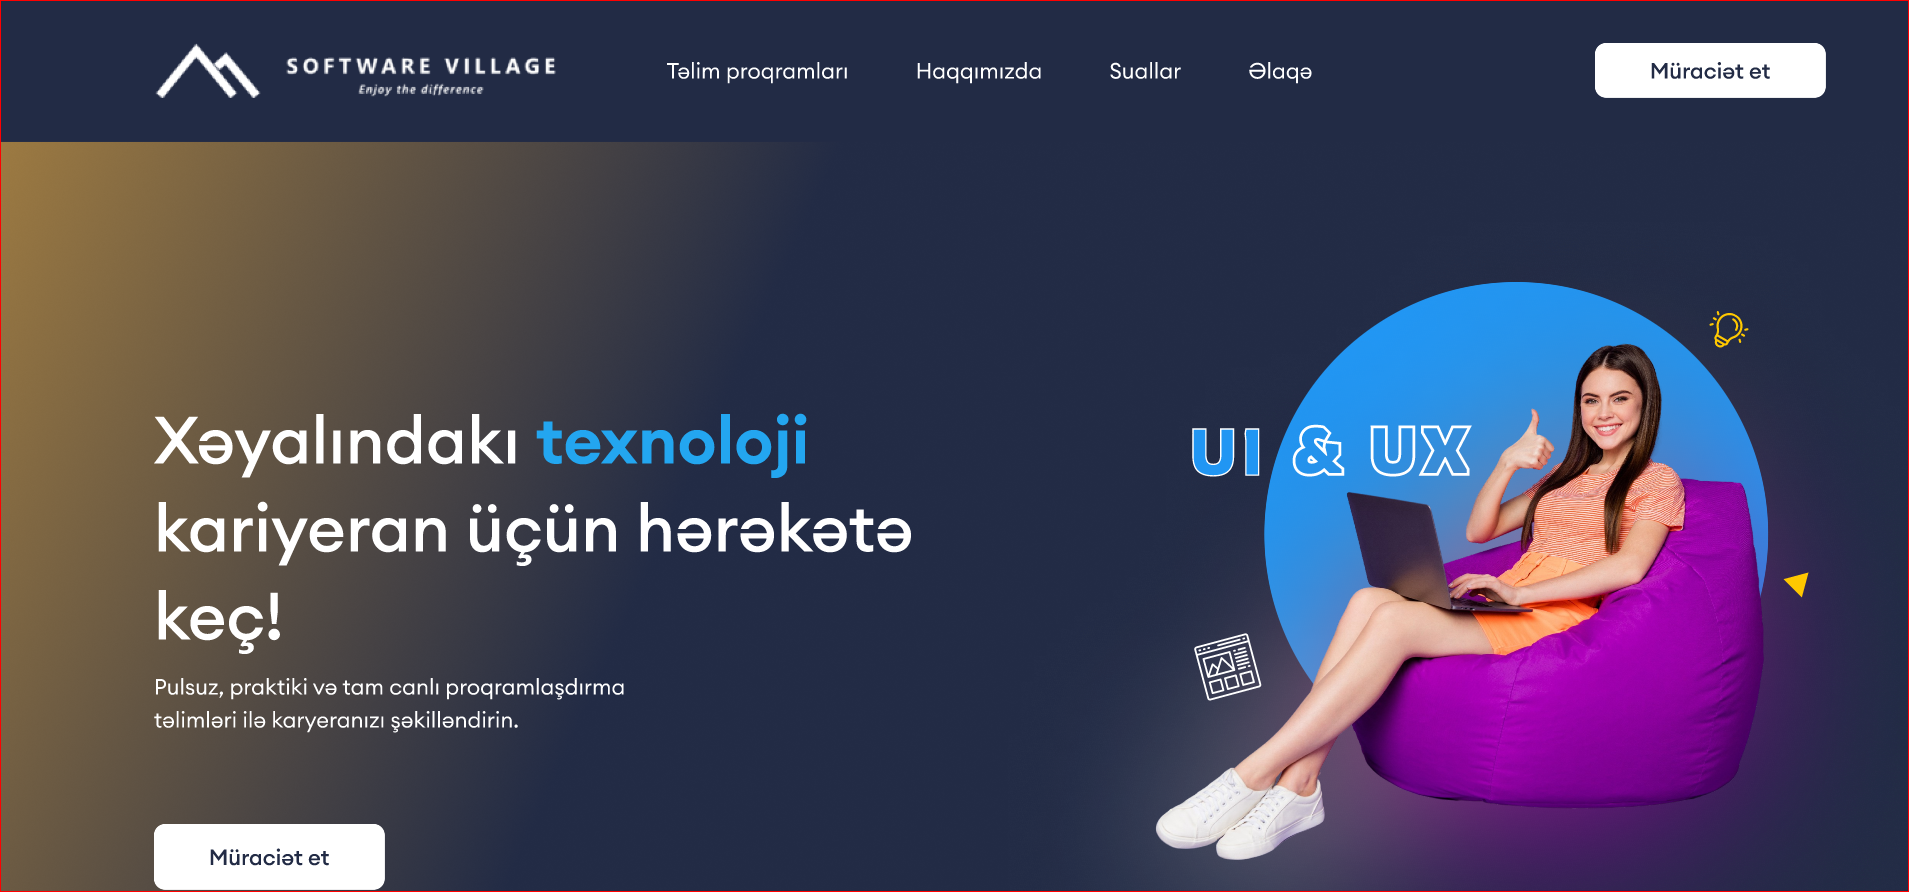 SOFTWARE VILLAGE
Enjoy the difference
Təlim proqramları
Haqqımızda
Suallar
Əlaqə
Müraciət et
Xəyalındakı texnoloji
kariyeran üçün hərəkətə
keç!
UI & UX
Pulsuz, praktiki və tam canlı proqramlaşdırma
təlimləri ilə karyeranızı şəkilləndirin.
Müraciət et